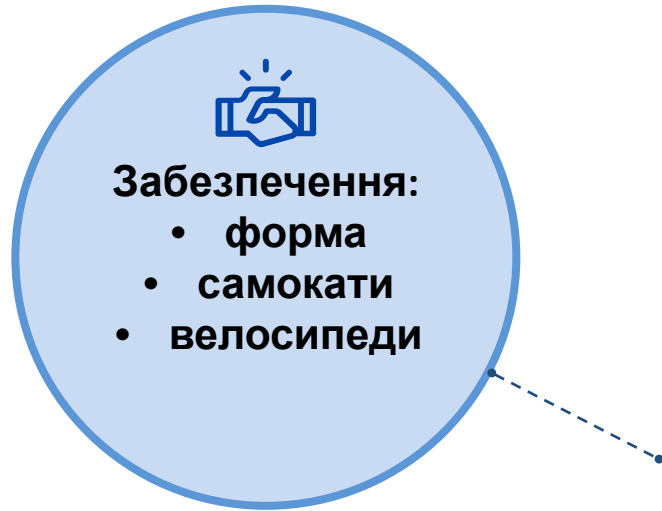 Забезпечення:
• форма
• самокати
• велосипеди